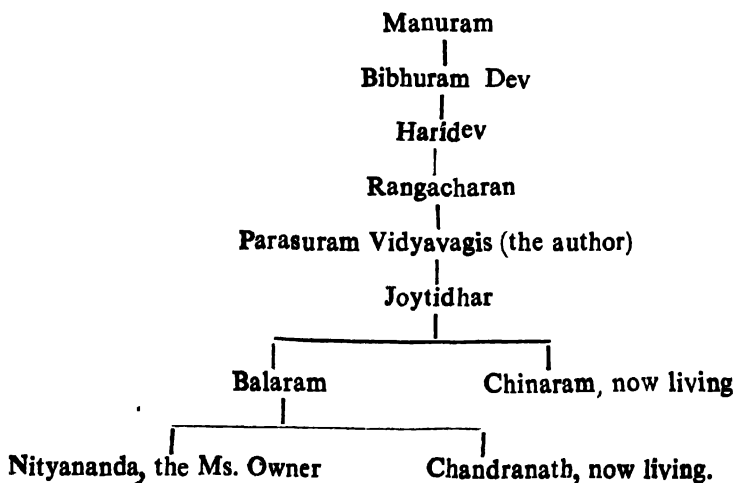 Manuram
Bibhuram Dev
Haridev
Rangacharan
Parasuram Vidyavagis (the author)
Joytidhar
Balaram Chinaram, now living
Nityananda, the Ms. Owner Chandranath, now living.